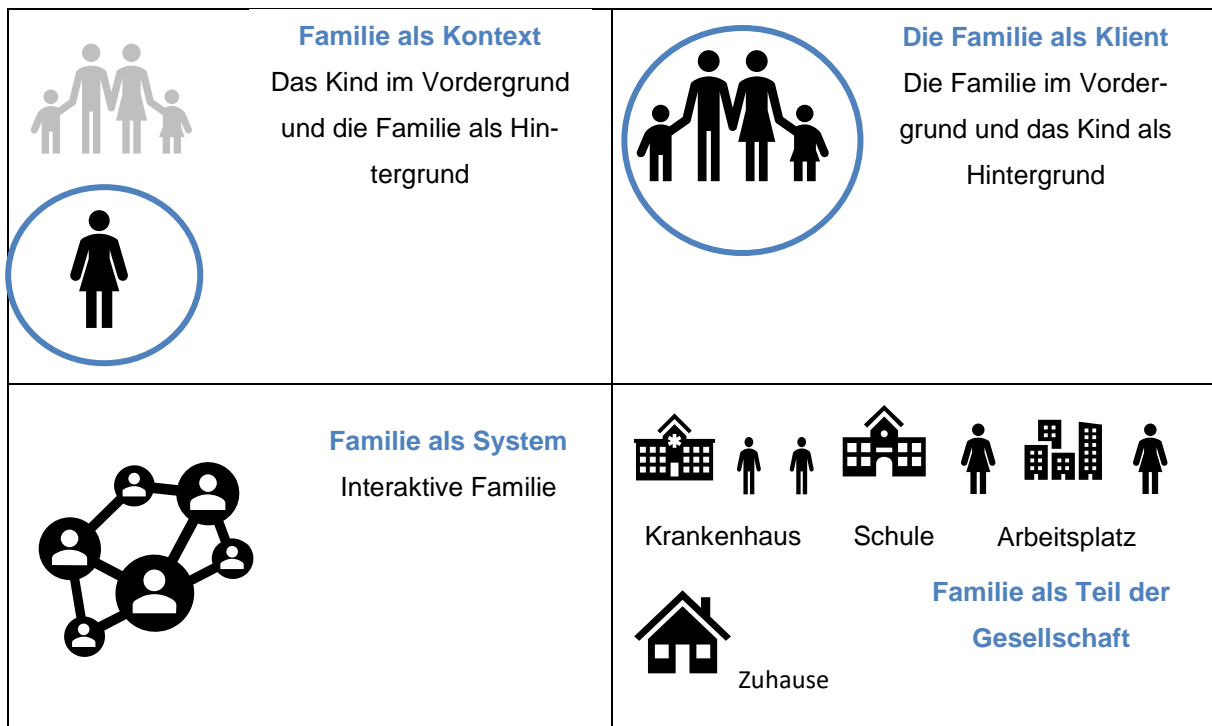 Familie als Kontext
Das Kind im Vordergrund
und die Familie als Hin-
tergrund
Die Familie als Klient
Die Familie im Vorder-
grund und das Kind als
Hintergrund
Familie als System
Interaktive Familie
Krankenhaus Schule Arbeitsplatz
Familie als Teil der
Gesellschaft
Zuhause